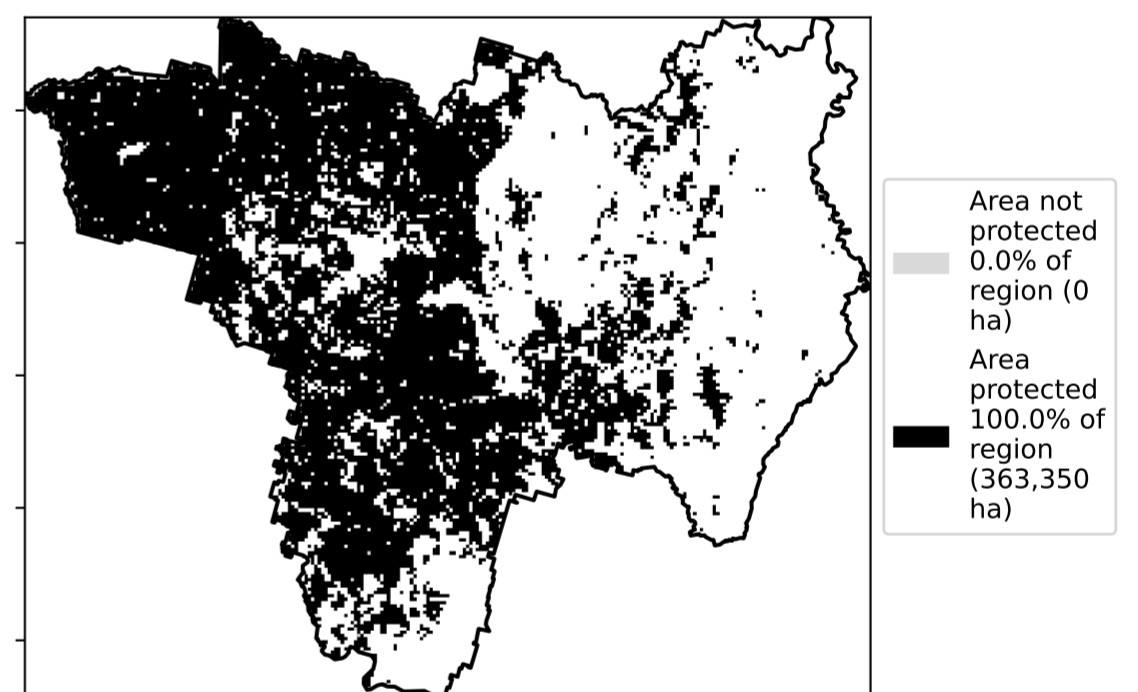 Area not
protected
0.0% of
region (0
ha)
Area
protected
100.0% of
region
(363,350
ha)